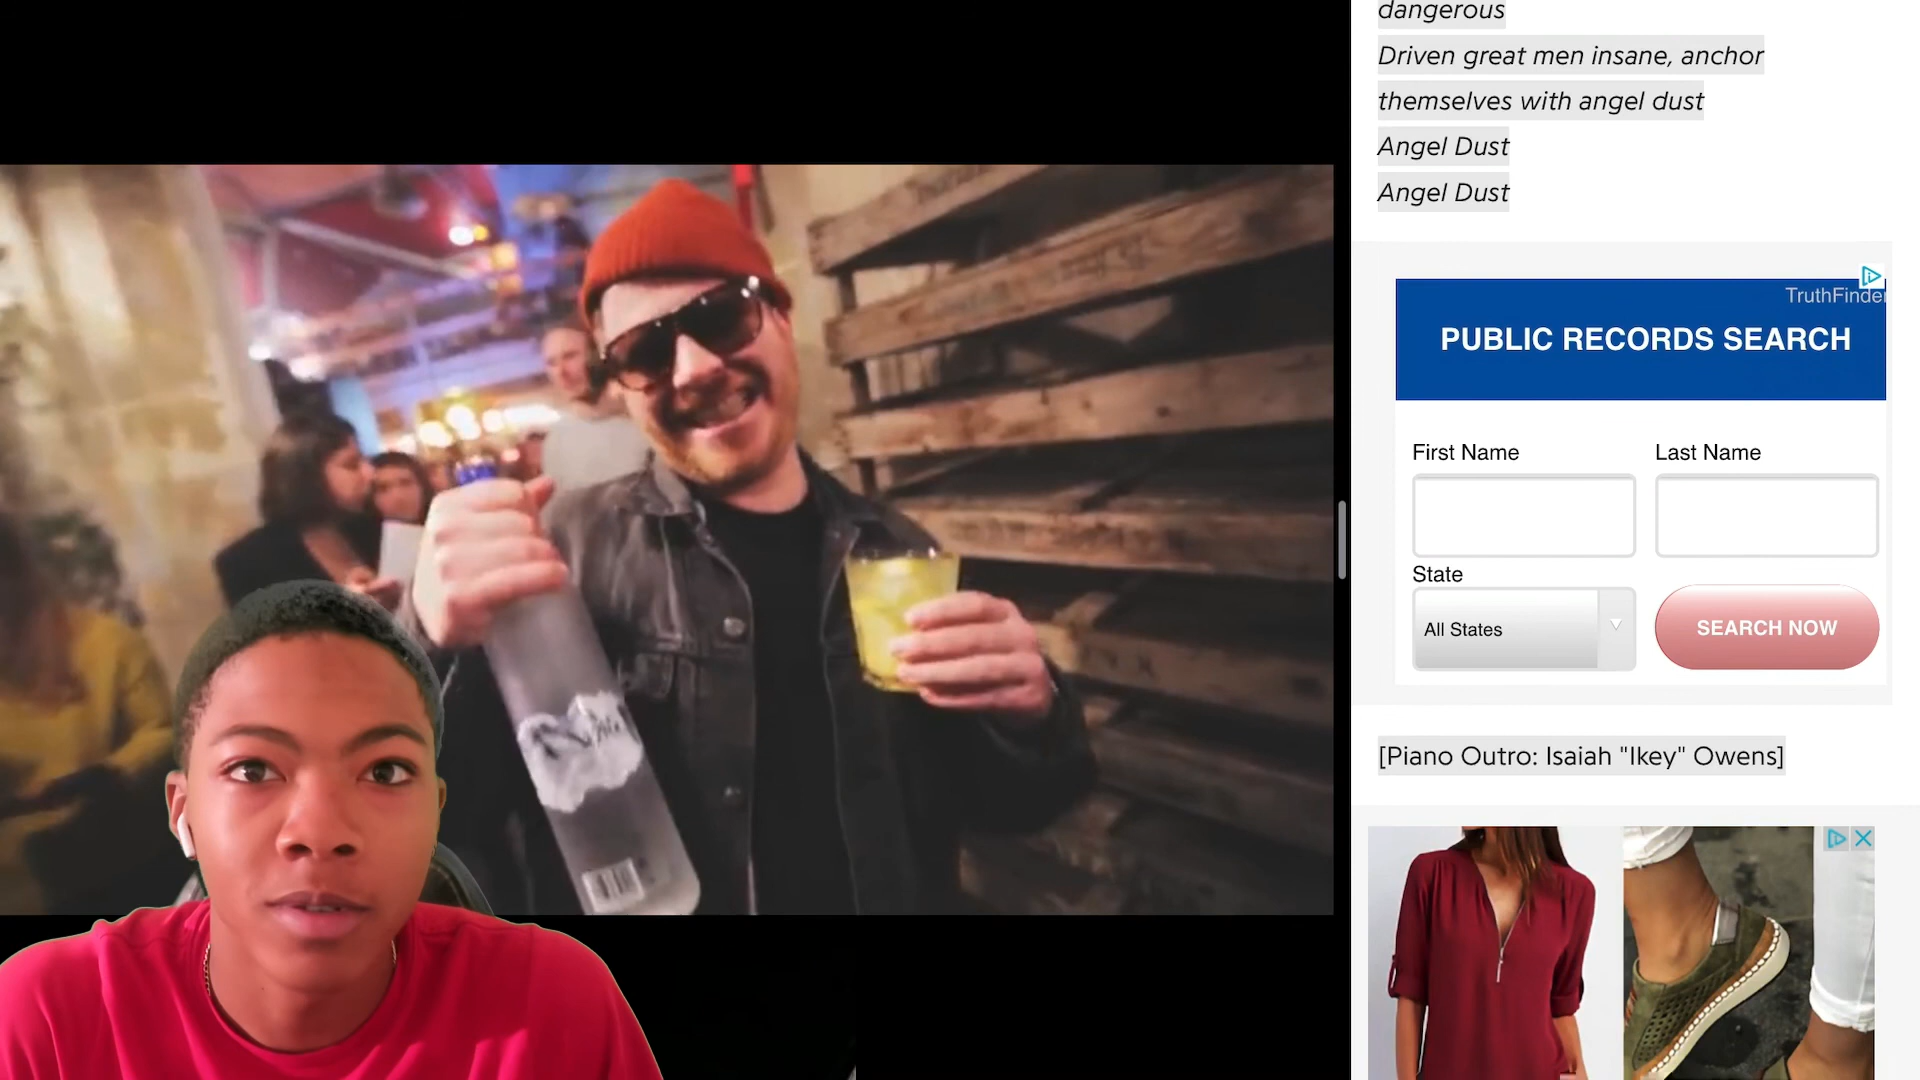 dangerous
Driven great men insane, anchor
themselves with angel dust
Angel Dust
Angel Dust
TruthFinder
PUBLIC RECORDS SEARCH
First Name
Last Name
State
All States
SEARCH NOW
[Piano Outro: Isaiah "Ikey" Owens]